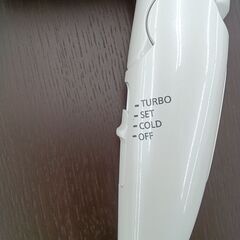 - TURBO
- SET
- COLD
- OFF